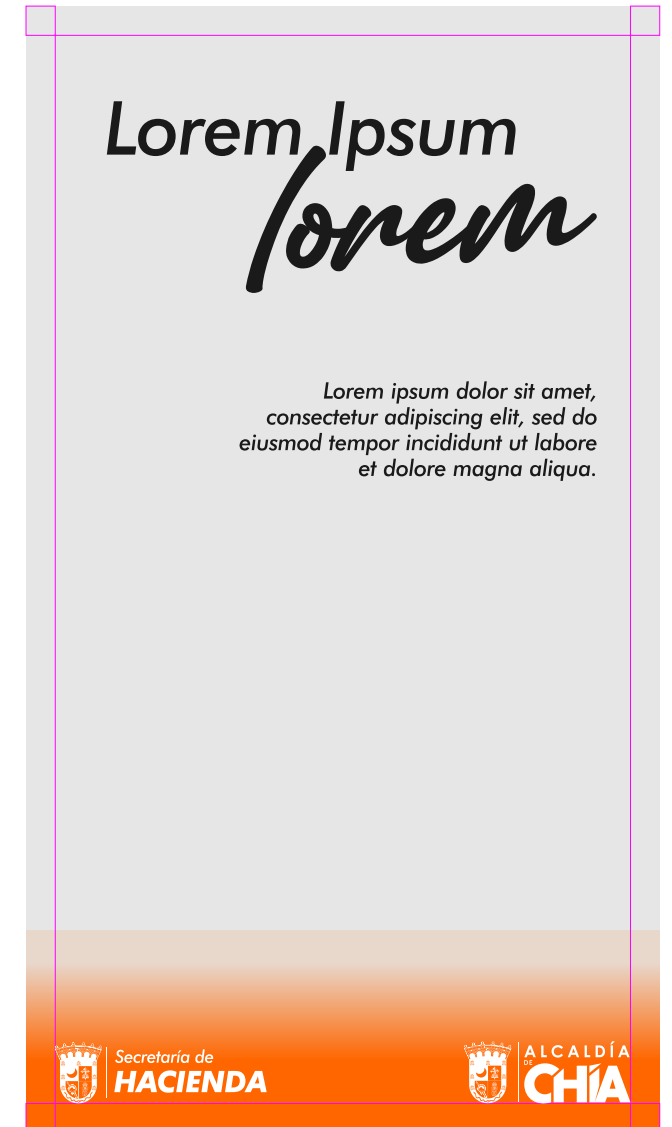 Lorem Ipsum
lorem
Lorem ipsum dolor sit amet,
consectetur adipiscing elit, sed do
eiusmod tempor incididunt ut labore
et dolore magna aliqua.
Secretaría de
HACIENDA
ALCALDÍA
DE
CHÍA